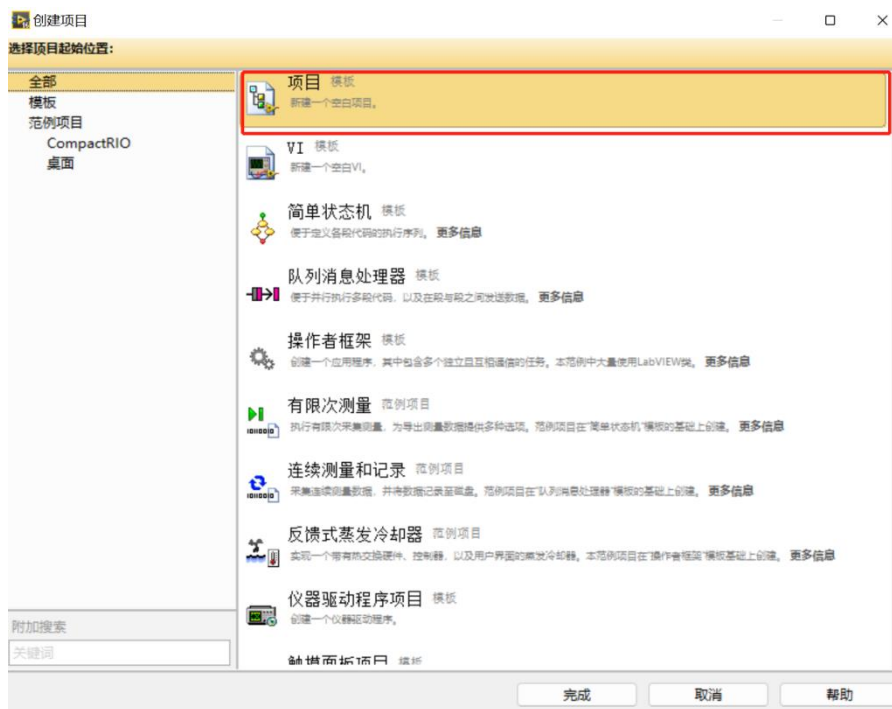 创建项目
选择项目起始位置:
全部
模板
范例项目
CompactRIO
桌面
附加搜索
关键词
项目 模板
新建一个空白项目。
VI 模板
新建一个空白VI。
简单状态机 模板
便于定义各段代码的执行序列。 更多信息
队列消息处理器 模板
便于并行执行多段代码，以及在段与段之间发送数据。 更多信息
操作者框架 模板
创建一个应用程序，其中包含多个独立且互相通信的任务。本范例中大量使用LabVIEW类。 更多信息
有限次测量 范例项目
执行有限次采集测量，为导出测量数据提供多种选项。范例项目在"简单状态机"模板的基础上创建。 更多信息
连续测量和记录 范例项目
采集连续测量数据，并将数据记录至磁盘。范例项目在"队列消息处理器"模板的基础上创建。 更多信息
反馈式蒸发冷却器 范例项目
实现一个带有热交换硬件、控制器，以及用户界面的蒸发冷却器。本范例项目在"操作者框架"模板基础上创建。 更多信息
仪器驱动程序项目 模板
创建一个仪器驱动程序。
触摸面板项目 模板
完成
取消
帮助